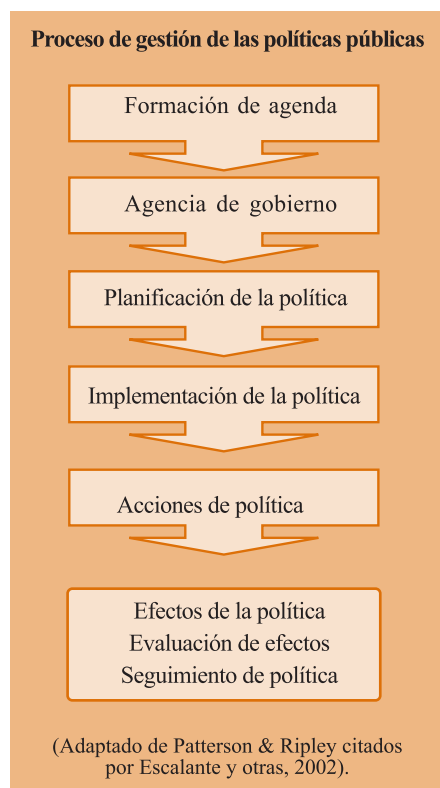 Proceso de gestión de las políticas públicas
Formación de agenda
Agencia de gobierno
Planificación de la política
Implementación de la política
Acciones de política
Efectos de la política
Evaluación de efectos
Seguimiento de política
(Adaptado de Patterson & Ripley citados
por Escalante y otras, 2002).